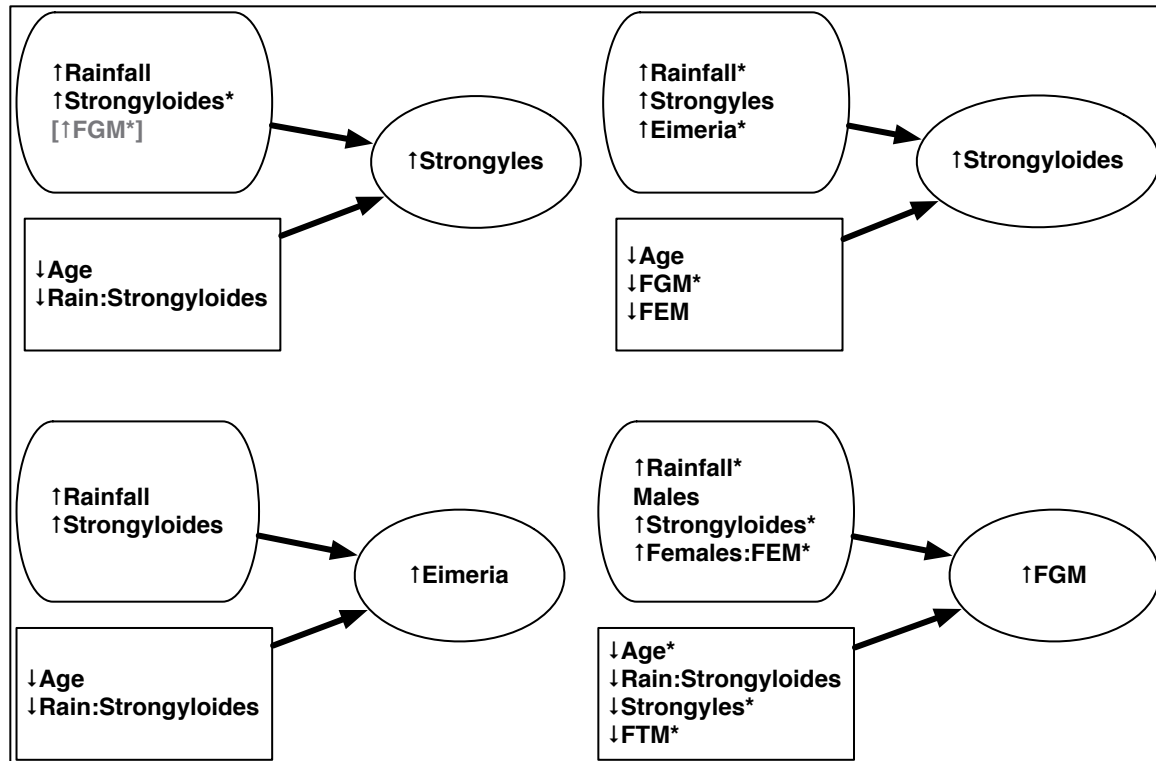 ↑Rainfall
↑Strongyloides*
[↑FGM*]
↓Age
↓Rain:Strongyloides
↑Strongyles
↑Rainfall*
↑Strongyles
↑Eimeria*
↓Age
↓FGM*
↓FEM
↑Strongyloides
↑Rainfall
↑Strongyloides
↓Age
↓Rain:Strongyloides
↑Eimeria
↑Rainfall*
Males
↑Strongyloides*
↑Females:FEM*
↓Age*
↓Rain:Strongyloides
↓Strongyles*
↓FTM*
↑FGM